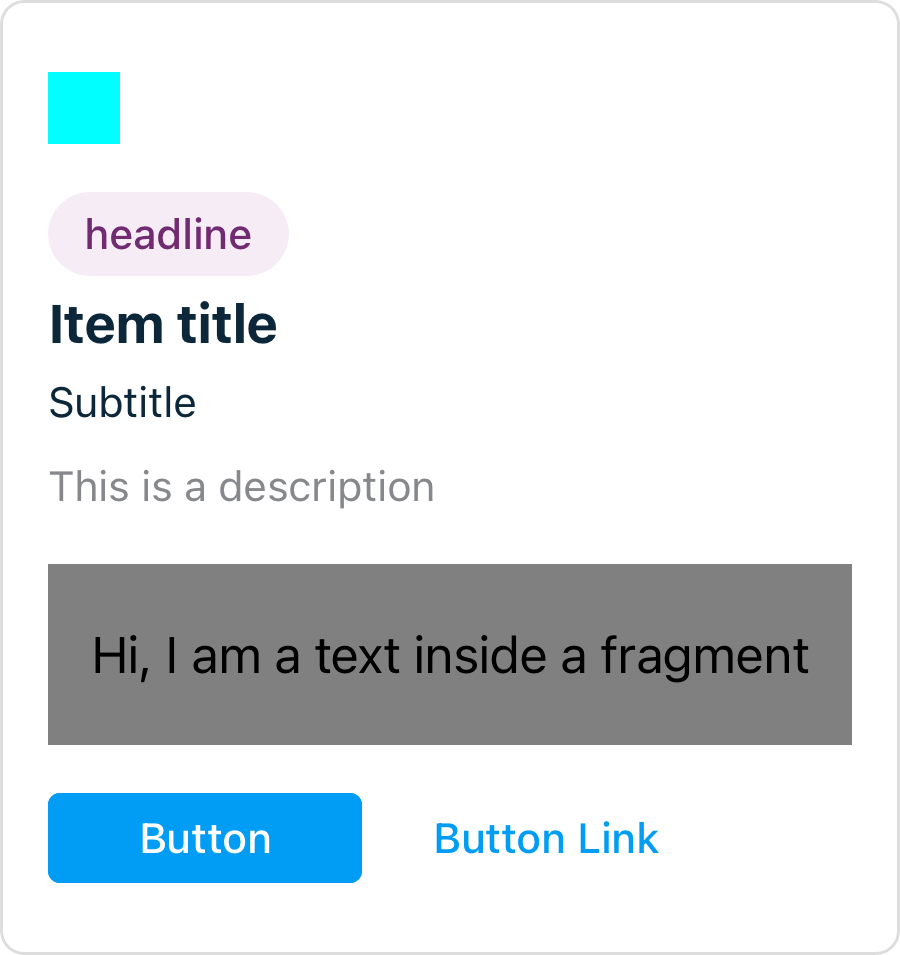 headline
Item title
Subtitle
This is a description
Hi, I am a text inside a fragment
Button
Button Link